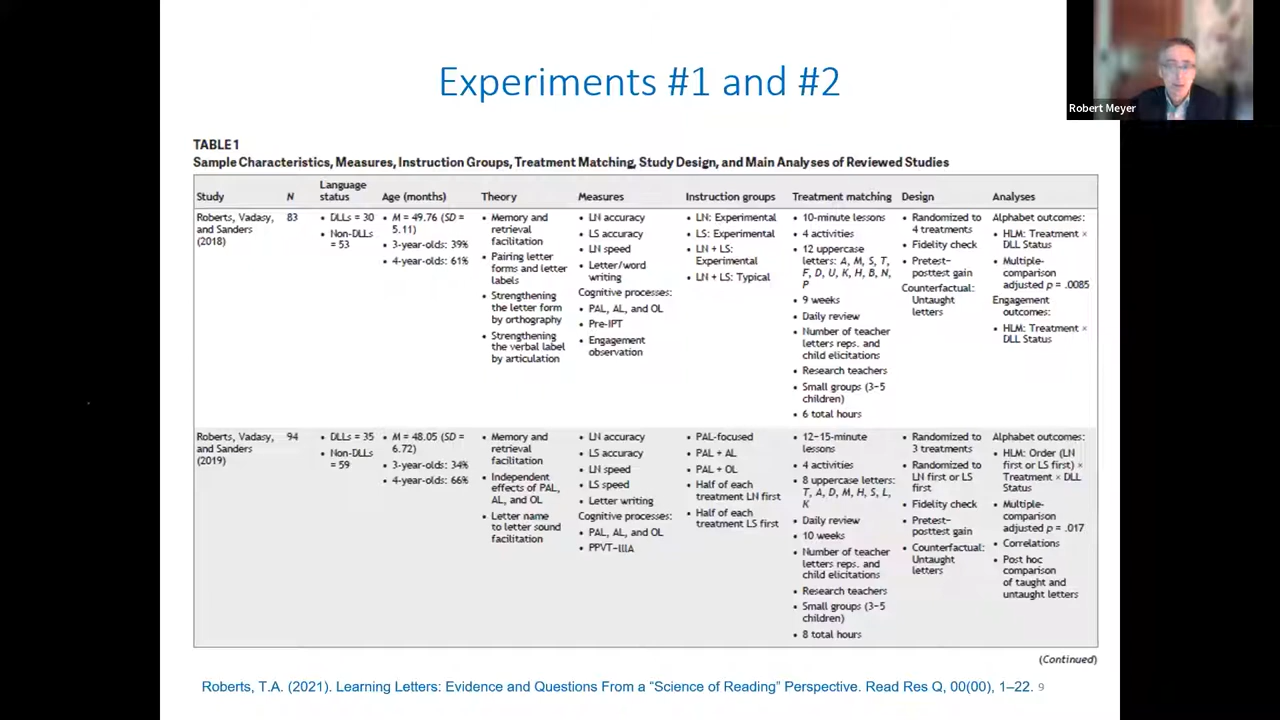 Experiments #1 and #2
Robert Meyer
TABLE 1
Sample Characteristics, Measures, Instruction Groups, Treatment Matching, Study Design, and Main Analyses of Reviewed Studies
Study
N
Language
status
Age (months)
Theory
Measures
Instruction groups
Treatment matching
Design
Analyses
Roberts, Vadasy,
and Sanders
(2018)
83
• DLLs = 30
• Non-DLLs
= 53
• M = 49.76 (SD =
5.11)
• 3-year-olds: 39%
• 4-year-olds: 61%
• Memory and
retrieval
facilitation
• Pairing letter
forms and letter
labels
• Strengthening
the letter form
by orthography
• Strengthening
the verbal label
by articulation
• LN accuracy
• LS accuracy
• LN speed
• Letter/word
writing
Cognitive processes:
• PAL, AL, and OL
• Pre-IPT
• Engagement
observation
• LN: Experimental
• LS: Experimental
• LN + LS:
Experimental
• LN + LS: Typical
• 10-minute lessons
• 4 activities
• 12 uppercase
letters: A, M, S, T,
F, D, U, K, H, B, N,
P
• 9 weeks
• Daily review
• Number of teacher
letters reps. and
child elicitations
• Research teachers
• Small groups (3–5
children)
• 6 total hours
• Randomized to
4 treatments
• Fidelity check
• Pretest–
posttest gain
Counterfactual:
Untaught
letters
Alphabet outcomes:
• HLM: Treatment ×
DLL Status
• Multiple-
comparison
adjusted p = .0085
Engagement
outcomes:
• HLM: Treatment ×
DLL Status
Roberts, Vadasy,
and Sanders
(2019)
94
• DLLs = 35
• Non-DLLs
= 59
• M = 48.05 (SD =
6.72)
• 3-year-olds: 34%
• 4-year-olds: 66%
• Memory and
retrieval
facilitation
• Independent
effects of PAL,
AL, and OL
• Letter name
to letter sound
facilitation
• LN accuracy
• LS accuracy
• LN speed
• LS speed
• Letter writing
Cognitive processes:
• PAL, AL, and OL
• PPVT–IIIA
• PAL-focused
• PAL + AL
• PAL + OL
• Half of each
treatment LN first
• Half of each
treatment LS first
• 12–15-minute
lessons
• 4 activities
• 8 uppercase letters:
T, A, D, M, H, S, L,
K
• Daily review
• 10 weeks
• Number of teacher
letters reps. and
child elicitations
• Research teachers
• Small groups (3–5
children)
• 8 total hours
• Randomized to
3 treatments
• Randomized to
LN first or LS
first
• Fidelity check
• Pretest–
posttest gain
• Counterfactual:
Untaught
letters
Alphabet outcomes:
• HLM: Order (LN
first or LS first) ×
Treatment × DLL
Status
• Multiple-
comparison
adjusted p = .017
• Correlations
• Post hoc
comparison
of taught and
untaught letters
(Continued)
Roberts, T.A. (2021). Learning Letters: Evidence and Questions From a “Science of Reading” Perspective. Read Res Q, 00(00), 1–22. 9